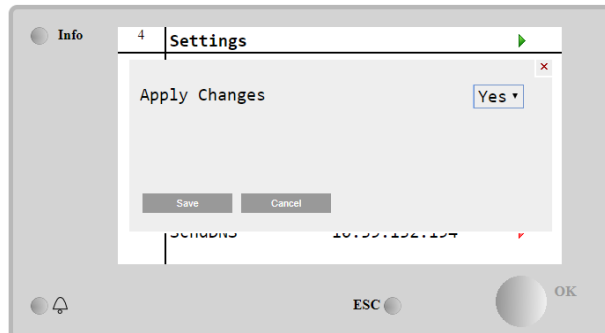 Info
4 Settings
Apply Changes Yes
Save Cancel
ESC
OK